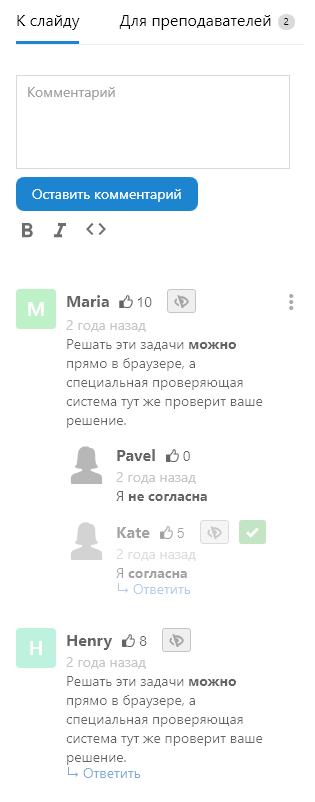 К слайду Для преподавателей 2
Комментарий
Оставить комментарий
B I <>
M Maria 10
2 года назад
Решать эти задачи можно
прямо в браузере, а
специальная проверяющая
система тут же проверит ваше
решение.
Pavel 0
2 года назад
Я не согласна
Kate 5
2 года назад
Я согласна
Ответить
H Henry 8
2 года назад
Решать эти задачи можно
прямо в браузере, а
специальная проверяющая
система тут же проверит ваше
решение.
Ответить